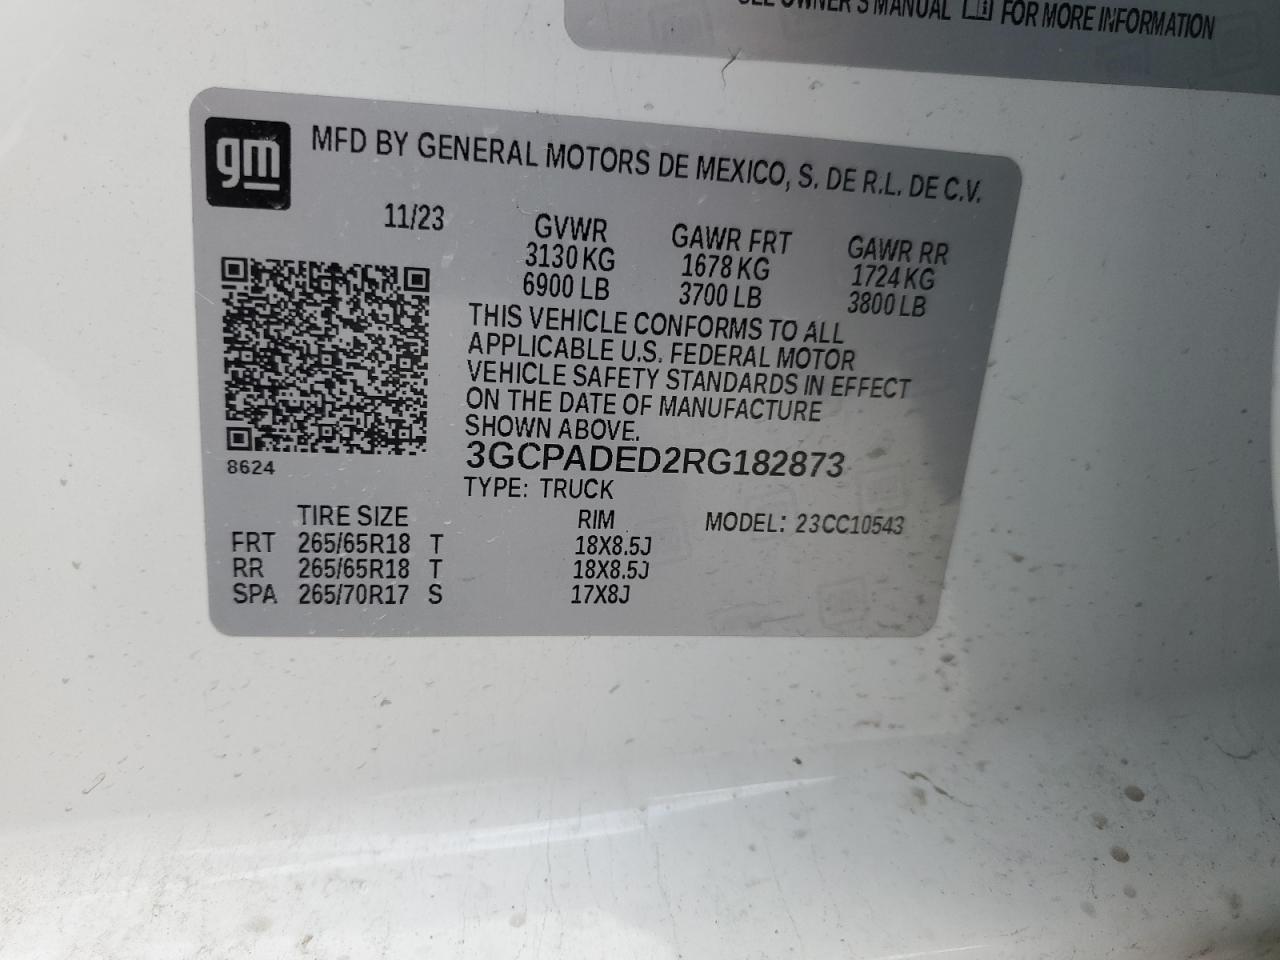 SEE OWNER'S MANUAL FOR MORE INFORMATION
gm
MFD BY GENERAL MOTORS DE MEXICO, S. DE R.L. DE C.V.
11/23 GVWR GAWR FRT GAWR RR
3130 KG 1678 KG 1724 KG
6900 LB 3700 LB 3800 LB
THIS VEHICLE CONFORMS TO ALL
APPLICABLE U.S. FEDERAL MOTOR
VEHICLE SAFETY STANDARDS IN EFFECT
ON THE DATE OF MANUFACTURE
SHOWN ABOVE.
3GCPADED2RG182873
8624
TYPE: TRUCK
TIRE SIZE RIM MODEL: 23CC10543
FRT 265/65R18 T 18X8.5J
RR 265/65R18 T 18X8.5J
SPA 265/70R17 S 17X8J